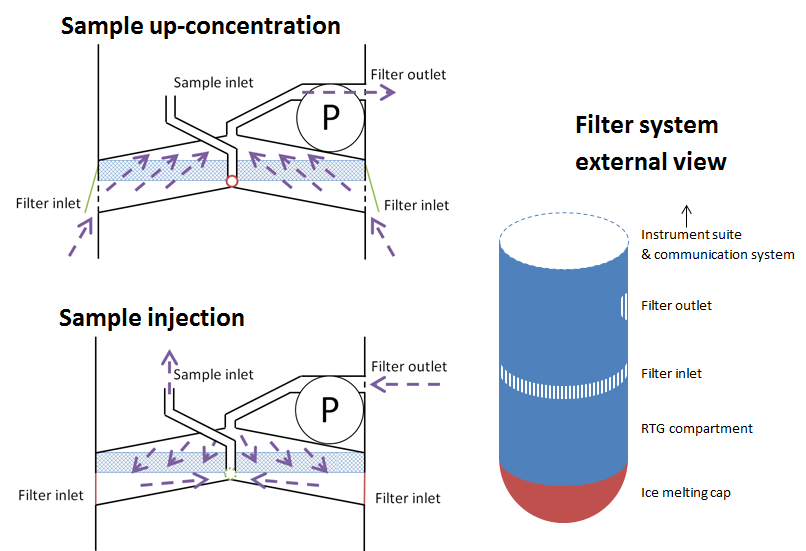 Sample up-concentration
Sample inlet
Filter outlet
P
Filter inlet
Filter inlet
Sample injection
Sample inlet
Filter outlet
P
Filter inlet
Filter inlet
Filter system
external view
Instrument suite
& communication system
Filter outlet
Filter inlet
RTG compartment
Ice melting cap